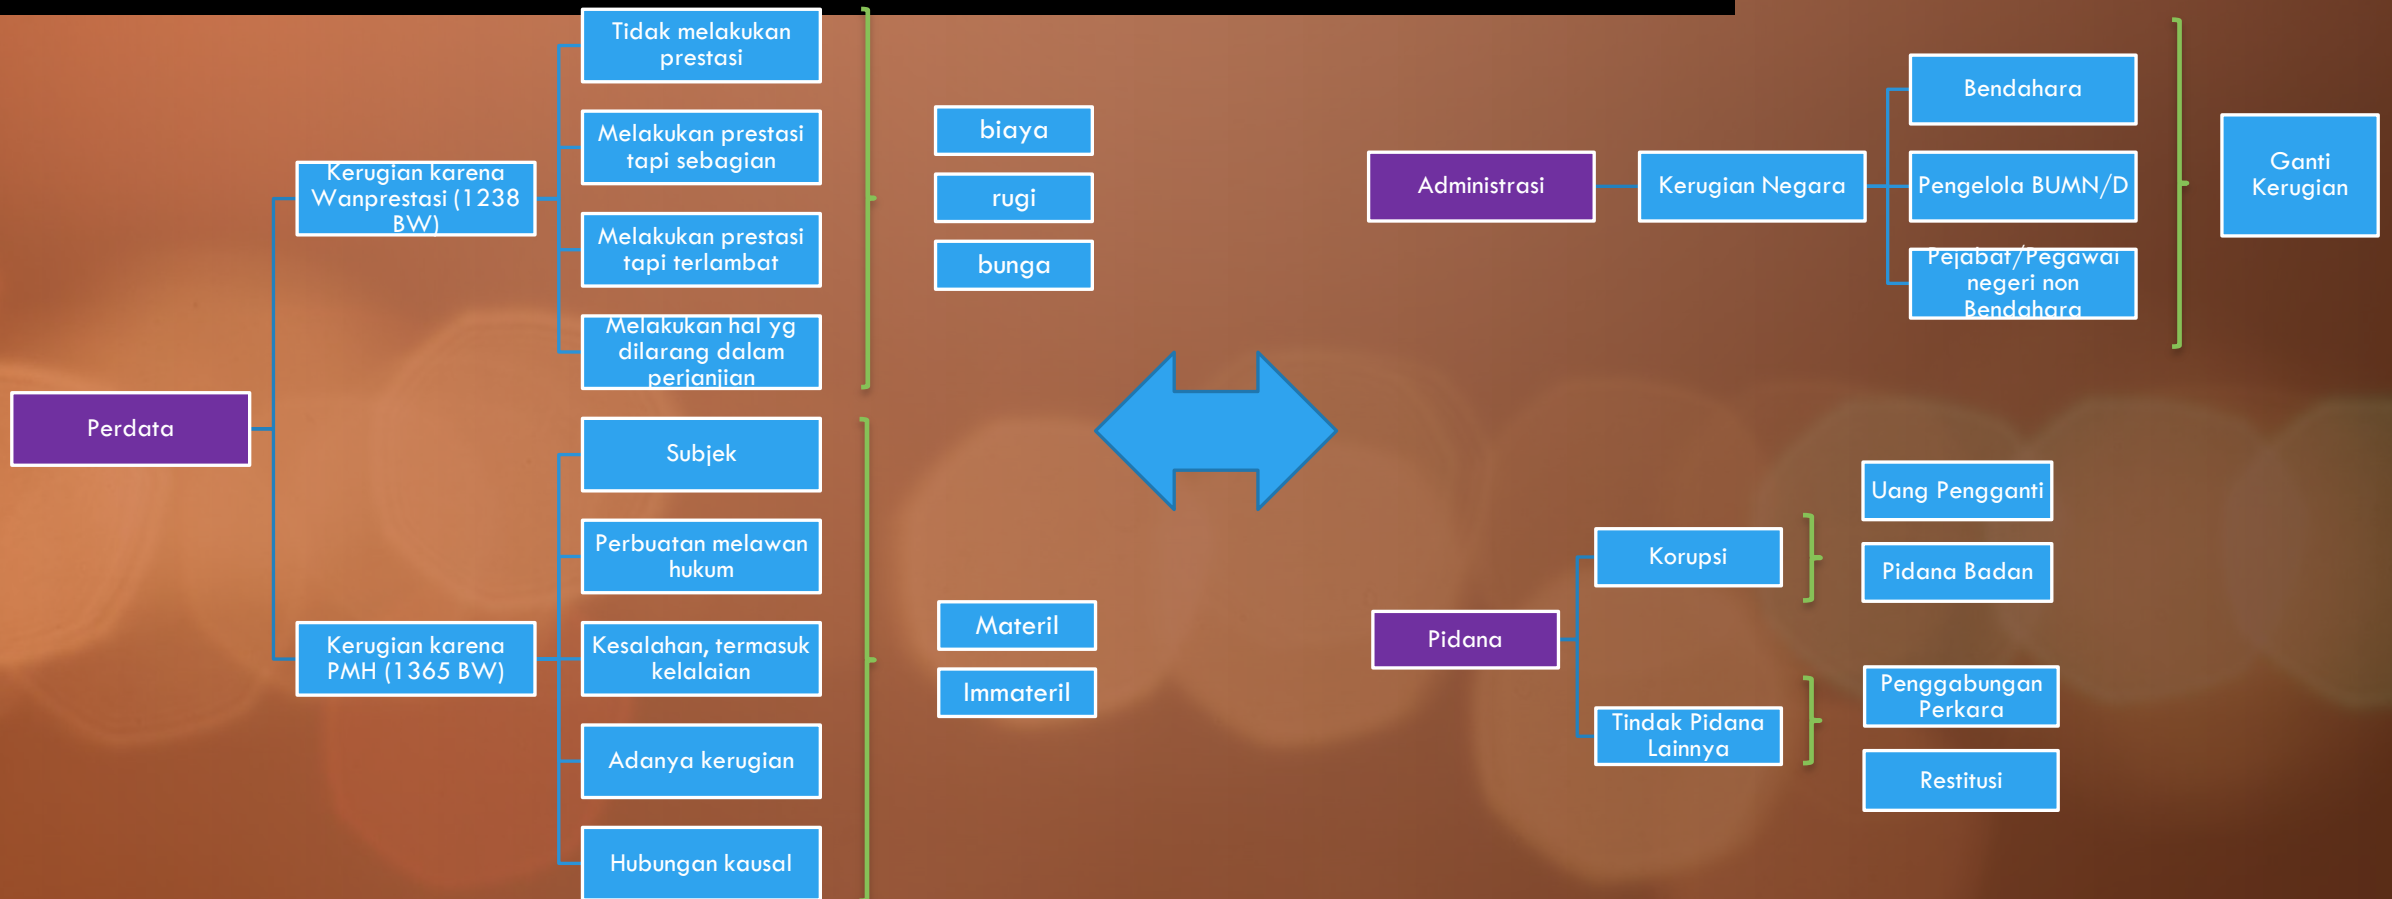 Perdata
Kerugian karena
Wanprestasi (1238
BW)
Tidak melakukan
prestasi
Melakukan prestasi
tapi sebagian
Melakukan prestasi
tapi terlambat
Melakukan hal yg
dilarang dalam
perjanjian
biaya
rugi
bunga
Kerugian karena
PMH (1365 BW)
Subjek
Perbuatan melawan
hukum
Kesalahan, termasuk
kelalaian
Adanya kerugian
Hubungan kausal
Materil
Immateril
Administrasi
Kerugian Negara
Bendahara
Pengelola BUMN/D
Pejabat/Pegawai
negeri non
Bendahara
Ganti
Kerugian
Pidana
Korupsi
Uang Pengganti
Pidana Badan
Tindak Pidana
Lainnya
Penggabungan
Perkara
Restitusi